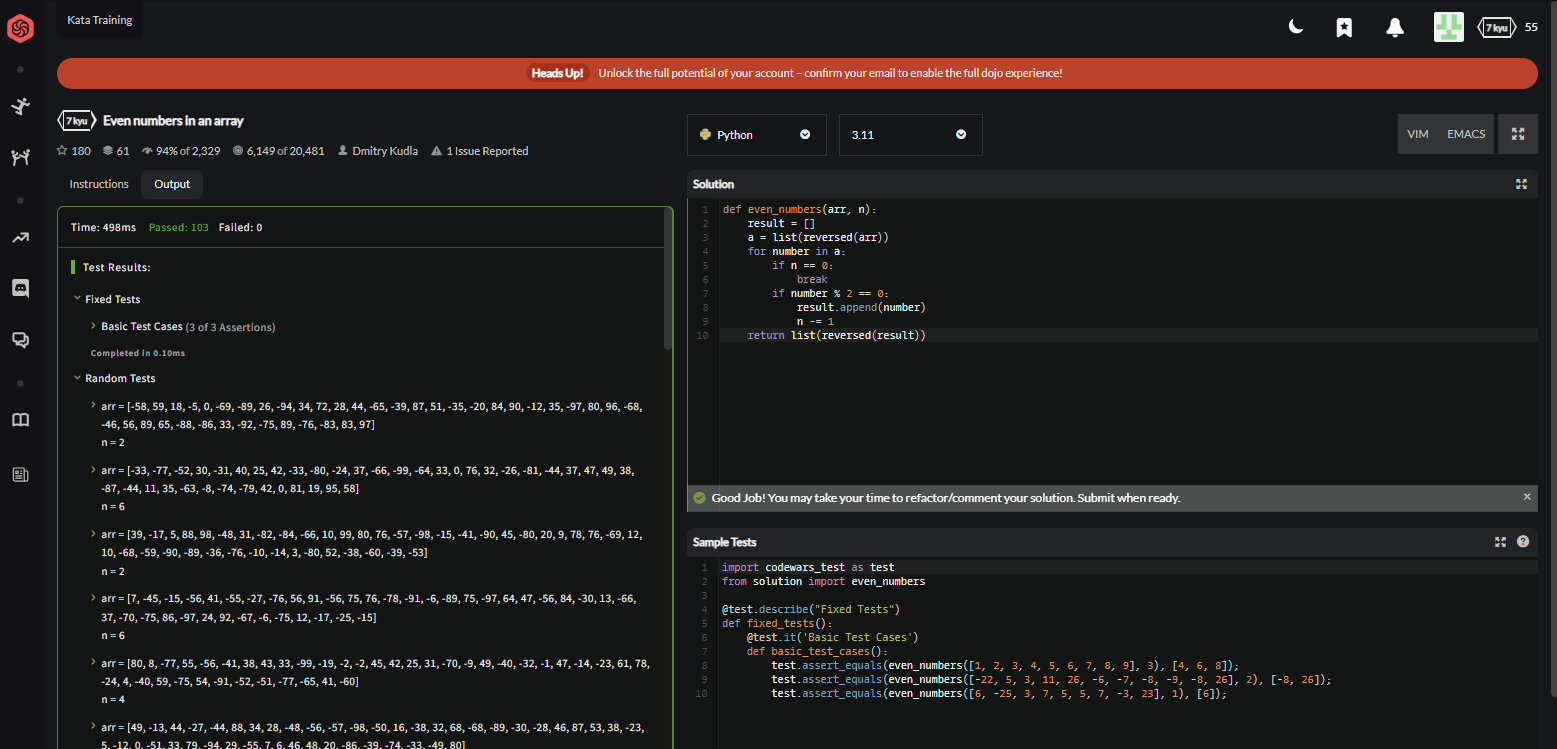 Kata Training
7 kyu 55
Heads Up! Unlock the full potential of your account – confirm your email to enable the full dojo experience!
7 kyu Even numbers in an array
180 61 94% of 2,329 6,149 of 20,481 Dmitry Kudla 1 Issue Reported
Instructions Output
Time: 498ms Passed: 103 Failed: 0
Test Results:
Fixed Tests
Basic Test Cases (3 of 3 Assertions)
Completed in 0.10ms
Random Tests
arr = [-58, 59, 18, -5, 0, -69, -89, 26, -94, 34, 72, 28, 44, -65, -39, 87, 51, -35, -20, 84, 90, -12, 35, -97, 80, 96, -68,
-46, 56, 89, 65, -88, -86, 33, -92, -75, 89, -76, -83, 83, 97]
n = 2
arr = [-33, -77, -52, 30, -31, 40, 25, 42, -33, -80, -24, 37, -66, -99, -64, 33, 0, 76, 32, -26, -81, -44, 37, 47, 49, 38,
-87, -44, 11, 35, -63, -8, -74, -79, 42, 0, 81, 19, 95, 58]
n = 6
arr = [39, -17, 5, 88, 98, -48, 31, -82, -84, -66, 10, 99, 80, 76, -57, -98, -15, -41, -90, 45, -80, 20, 9, 78, 76, -69, 12,
10, -68, -59, -90, -89, -36, -76, -10, -14, 3, -80, 52, -38, -60, -39, -53]
n = 2
arr = [7, -45, -15, -56, 41, -55, -27, -76, 56, 91, -56, 75, 76, -78, -91, -6, -89, 75, -97, 64, 47, -56, 84, -30, 13, -66,
37, -70, -75, 86, -97, 24, 92, -67, -6, -75, 12, -17, -25, -15]
n = 6
arr = [80, 8, -77, 55, -56, -41, 38, 43, 33, -99, -19, -2, -2, 45, 42, 25, 31, -70, -9, 49, -40, -32, -1, 47, -14, -23, 61, 78,
-24, 4, -40, 59, -75, 54, -91, -52, -51, -77, -65, 41, -60]
n = 4
arr = [49, -13, 44, -27, -44, 88, 34, 28, -48, -56, -57, -98, -50, 16, -38, 32, 68, -68, -89, -30, -28, 46, 87, 53, 38, -23,
5, -12, 0, -51, 33, 79, -94, 29, -55, 7, 6, 46, 48, 20, -86, -39, -74, -33, -49, 80]
Python 3.11 VIM EMACS
Solution
1 def even_numbers(arr, n):
2 result = []
3 a = list(reversed(arr))
4 for number in a:
5 if n == 0:
6 break
7 if number % 2 == 0:
8 result.append(number)
9 n -= 1
10 return list(reversed(result))
Good Job! You may take your time to refactor/comment your solution. Submit when ready.
Sample Tests
1 import codewars_test as test
2 from solution import even_numbers
3
4 @test.describe("Fixed Tests")
5 def fixed_tests():
6 @test.it('Basic Test Cases')
7 def basic_test_cases():
8 test.assert_equals(even_numbers([1, 2, 3, 4, 5, 6, 7, 8, 9], 3), [4, 6, 8]);
9 test.assert_equals(even_numbers([-22, 5, 3, 11, 26, -6, -7, -8, -9, -8, 26], 2), [-8, 26]);
10 test.assert_equals(even_numbers([6, -25, 3, 7, 5, 5, 7, -3, 23], 1), [6]);